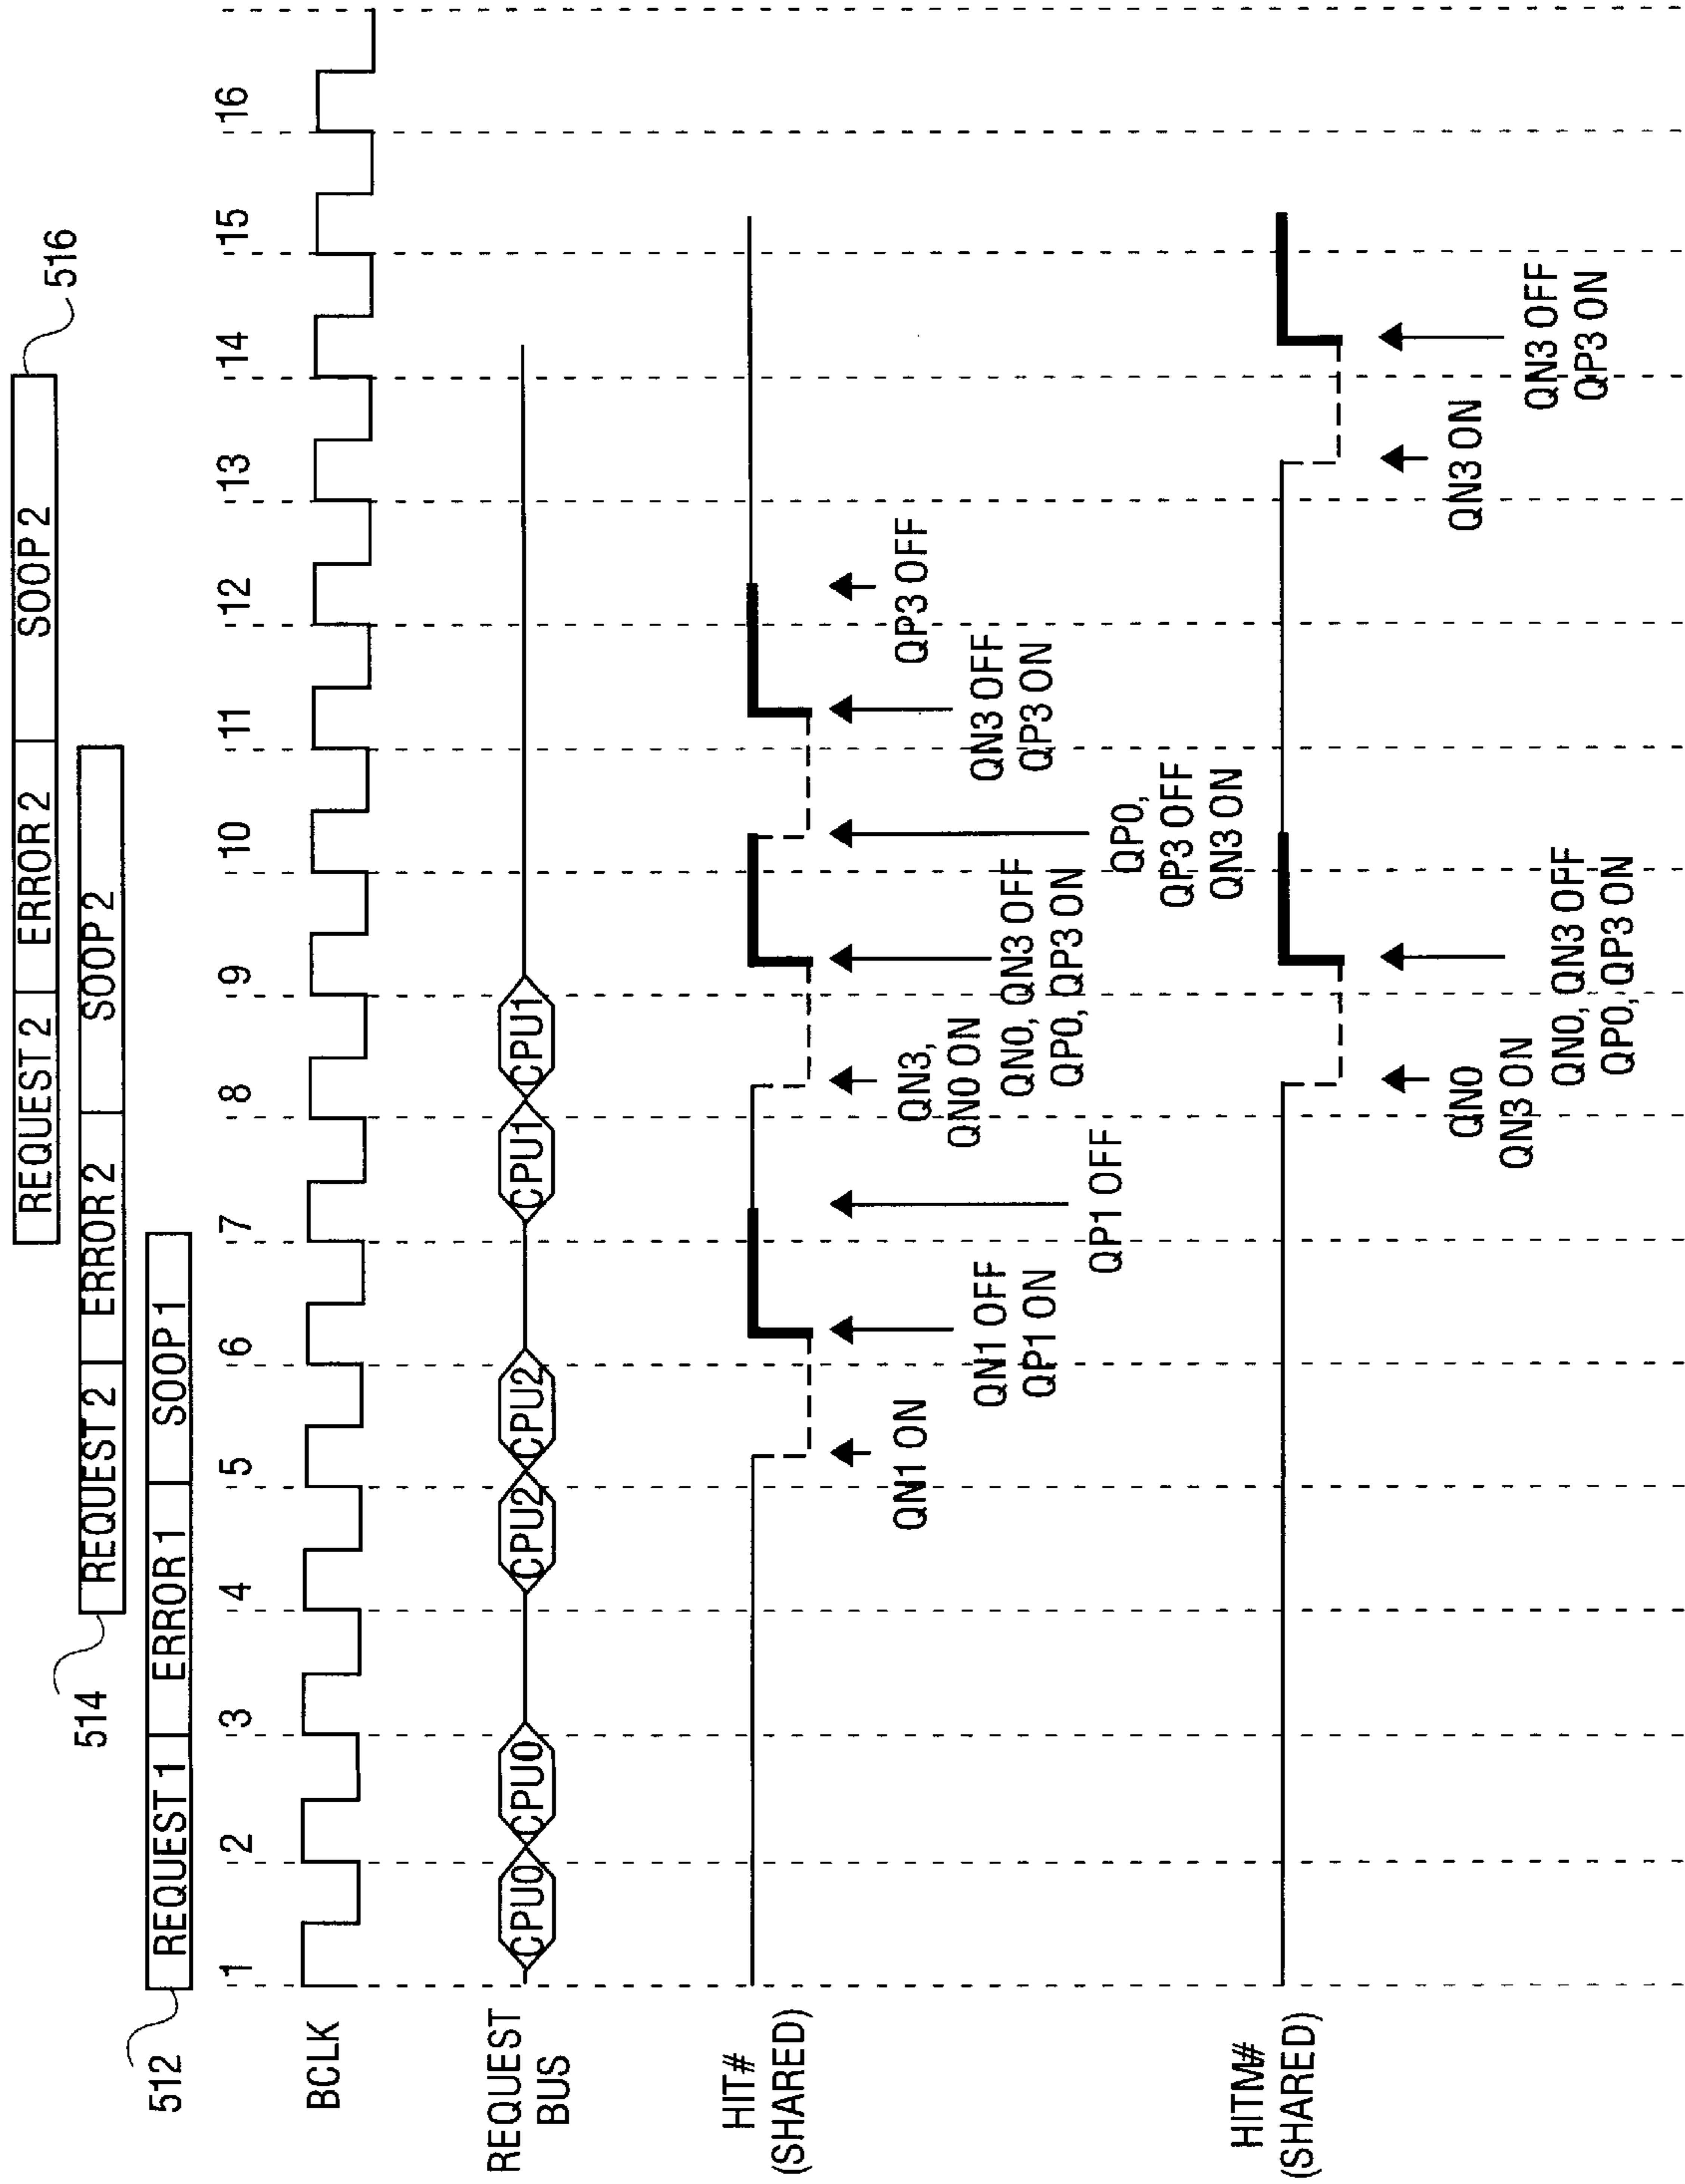 REQUEST 2 ERROR 2 SOOP 2
516
514
REQUEST 2 ERROR 2 SOOP 2
512
REQUEST 1 ERROR 1 SOOP 1
1 2 3 4 5 6 7 8 9 10 11 12 13 14 15 16
BCLK
REQUEST
BUS
CPU0 CPU0 CPU2 CPU2 CPU1 CPU1
HIT#
(SHARED)
QN1 ON
QN1 OFF
QP1 ON
QP1 OFF
QN3,
QN0 ON
QN0, QN3 OFF
QP0, QP3 ON
QP0,
QP3 OFF
QN3 ON
QN3 OFF
QP3 ON
QP3 OFF
HITM#
(SHARED)
QN0
QN3 ON
QN0, QN3 OFF
QP0, QP3 ON
QN3 ON
QN3 OFF
QP3 ON